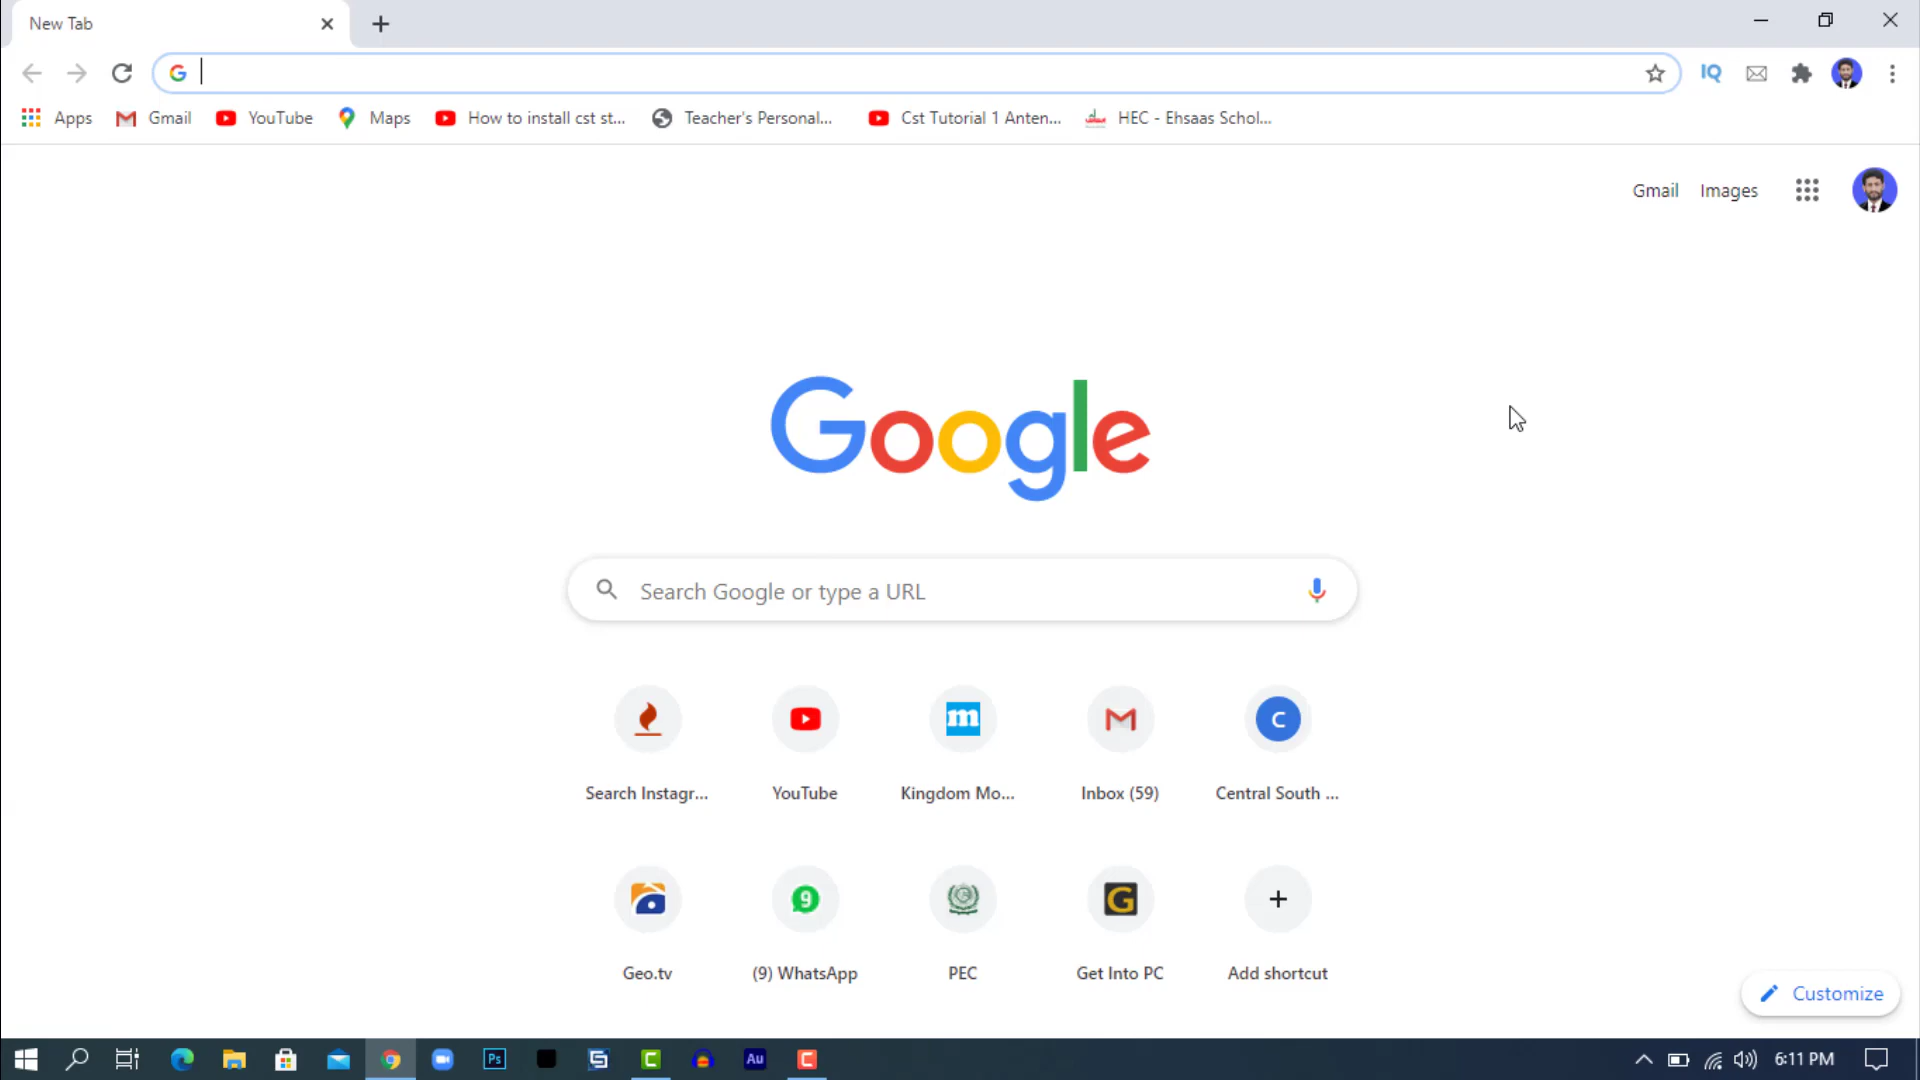 New Tab
IQ
Apps Gmail YouTube Maps How to install cst st... Teacher's Personal... Cst Tutorial 1 Anten... HEC - Ehsaas Schol...
Gmail Images
Google
Search Google or type a URL
Search Instagr... YouTube Kingdom Mo... Inbox (59) Central South ...
Geo.tv (9) WhatsApp PEC Get Into PC Add shortcut
Customize
6:11 PM